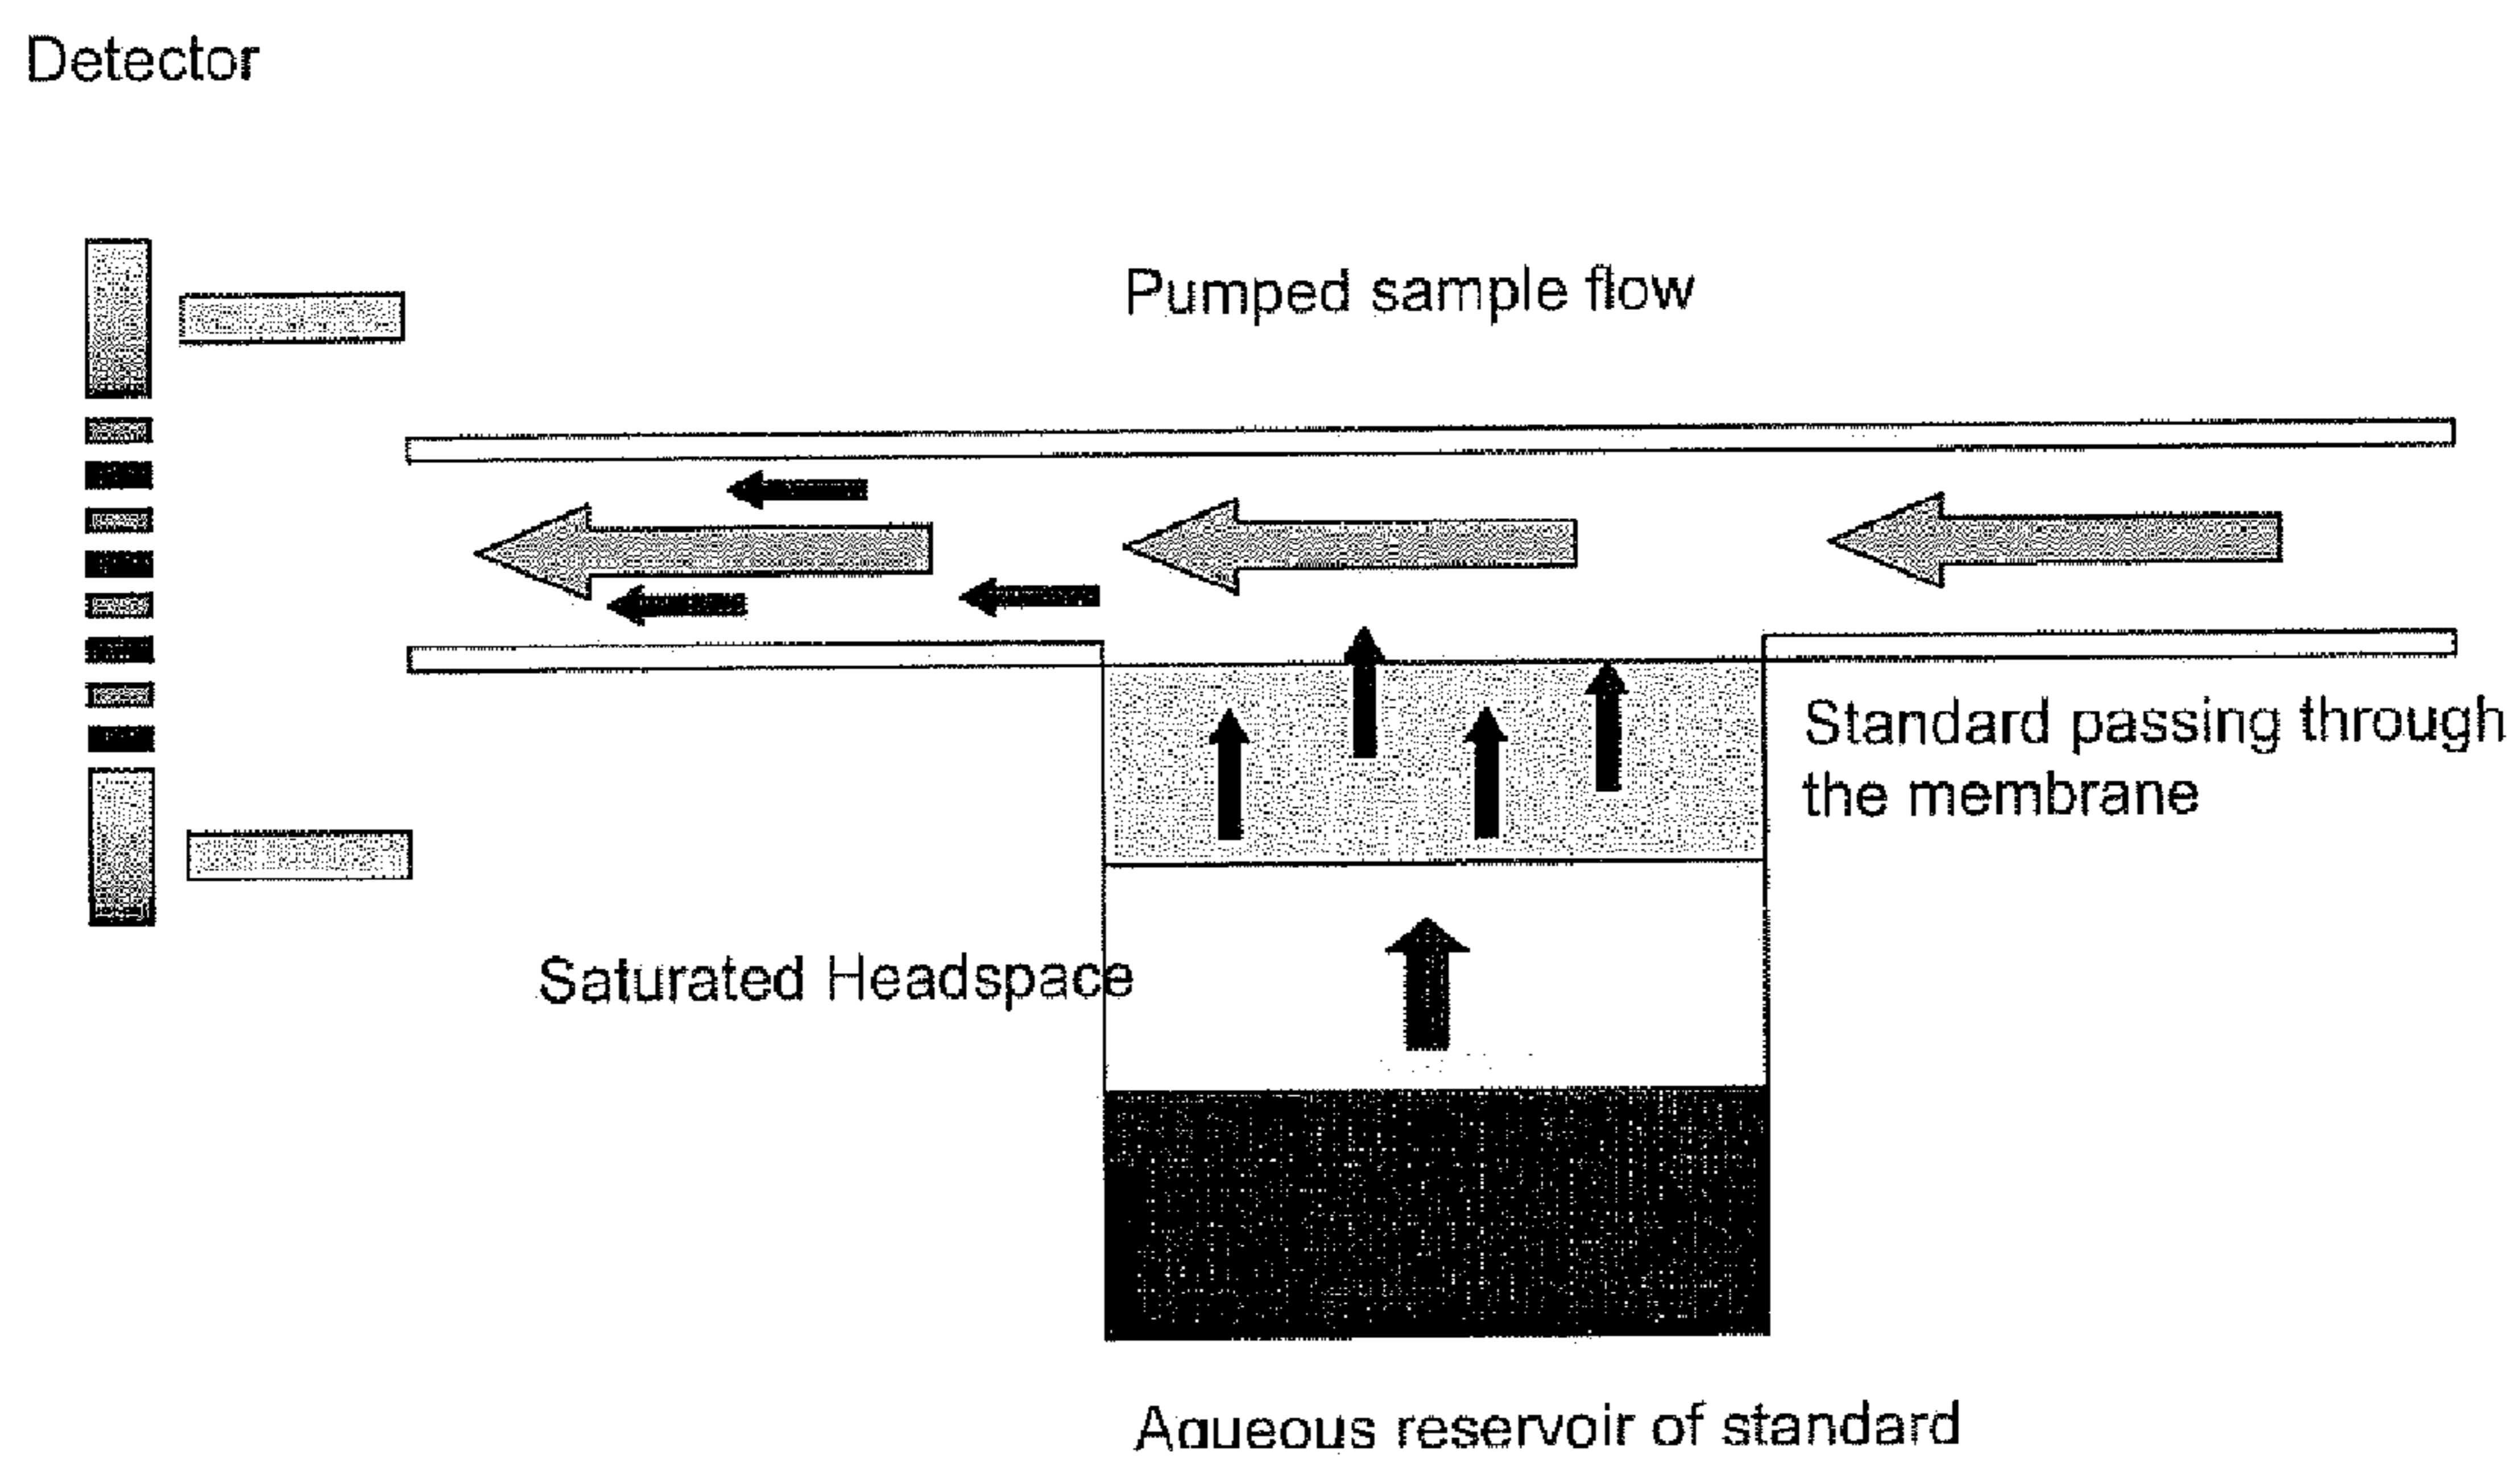 Detector
Pumped sample flow
Standard passing through
the membrane
Saturated Headspace
Aqueous reservoir of standard